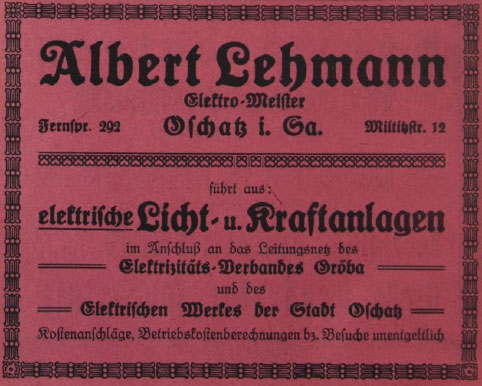 Albert Lehmann
Elektro-Meister
Fernspr. 292 Oschatz i. Sa. Miltitzstr. 12
führt aus:
elektrische Licht- u. Kraftanlagen
im Anschluß an das Leitungsnetz des
Elektrizitäts-Verbandes Gröba
und des
Elektrischen Werkes der Stadt Oschatz
Kostenanschläge, Betriebskostenberechnungen bz. Besuche unentgeltlich